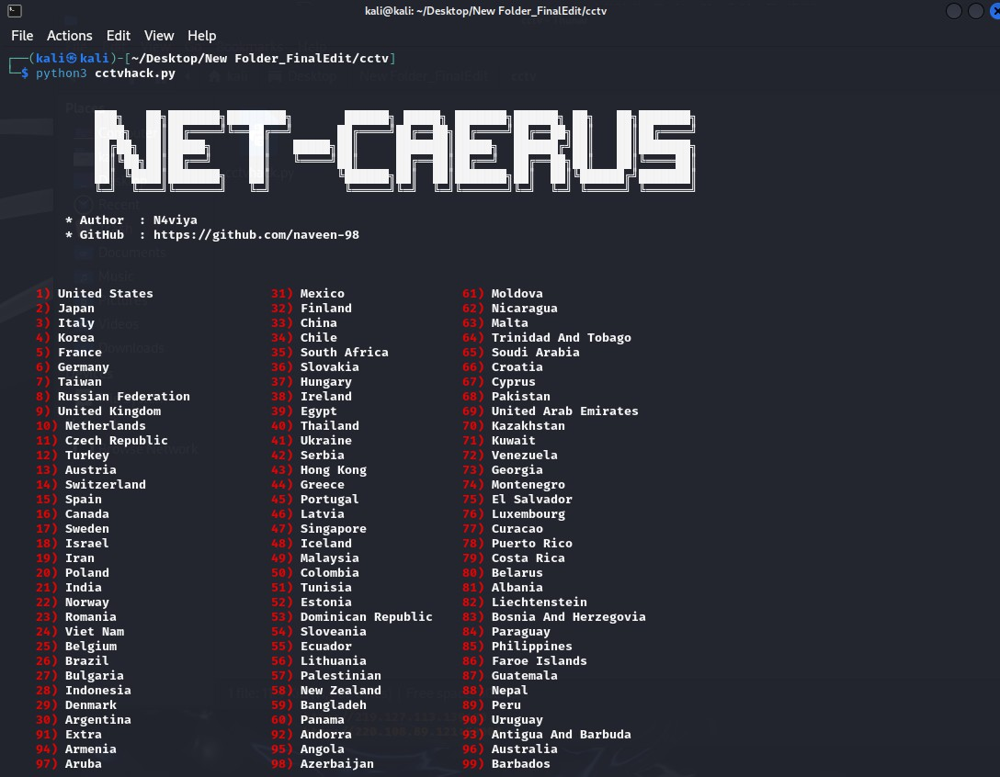 kali@kali: ~/Desktop/New Folder_FinalEdit/cctv
File Actions Edit View Help
┌──(kali㉿kali)-[~/Desktop/New Folder_FinalEdit/cctv]
└─$ python3 cctvhack.py
NET-CAERUS
* Author : N4viya
* GitHub : https://github.com/naveen-98
1) United States 31) Mexico 61) Moldova
2) Japan 32) Finland 62) Nicaragua
3) Italy 33) China 63) Malta
4) Korea 34) Chile 64) Trinidad And Tobago
5) France 35) South Africa 65) Soudi Arabia
6) Germany 36) Slovakia 66) Croatia
7) Taiwan 37) Hungary 67) Cyprus
8) Russian Federation 38) Ireland 68) Pakistan
9) United Kingdom 39) Egypt 69) United Arab Emirates
10) Netherlands 40) Thailand 70) Kazakhstan
11) Czech Republic 41) Ukraine 71) Kuwait
12) Turkey 42) Serbia 72) Venezuela
13) Austria 43) Hong Kong 73) Georgia
14) Switzerland 44) Greece 74) Montenegro
15) Spain 45) Portugal 75) El Salvador
16) Canada 46) Latvia 76) Luxembourg
17) Sweden 47) Singapore 77) Curacao
18) Israel 48) Iceland 78) Puerto Rico
19) Iran 49) Malaysia 79) Costa Rica
20) Poland 50) Colombia 80) Belarus
21) India 51) Tunisia 81) Albania
22) Norway 52) Estonia 82) Liechtenstein
23) Romania 53) Dominican Republic 83) Bosnia And Herzegovia
24) Viet Nam 54) Sloveania 84) Paraguay
25) Belgium 55) Ecuador 85) Philippines
26) Brazil 56) Lithuania 86) Faroe Islands
27) Bulgaria 57) Palestinian 87) Guatemala
28) Indonesia 58) New Zealand 88) Nepal
29) Denmark 59) Bangladeh 89) Peru
30) Argentina 60) Panama 90) Uruguay
91) Extra 92) Andorra 93) Antigua And Barbuda
94) Armenia 95) Angola 96) Australia
97) Aruba 98) Azerbaijan 99) Barbados